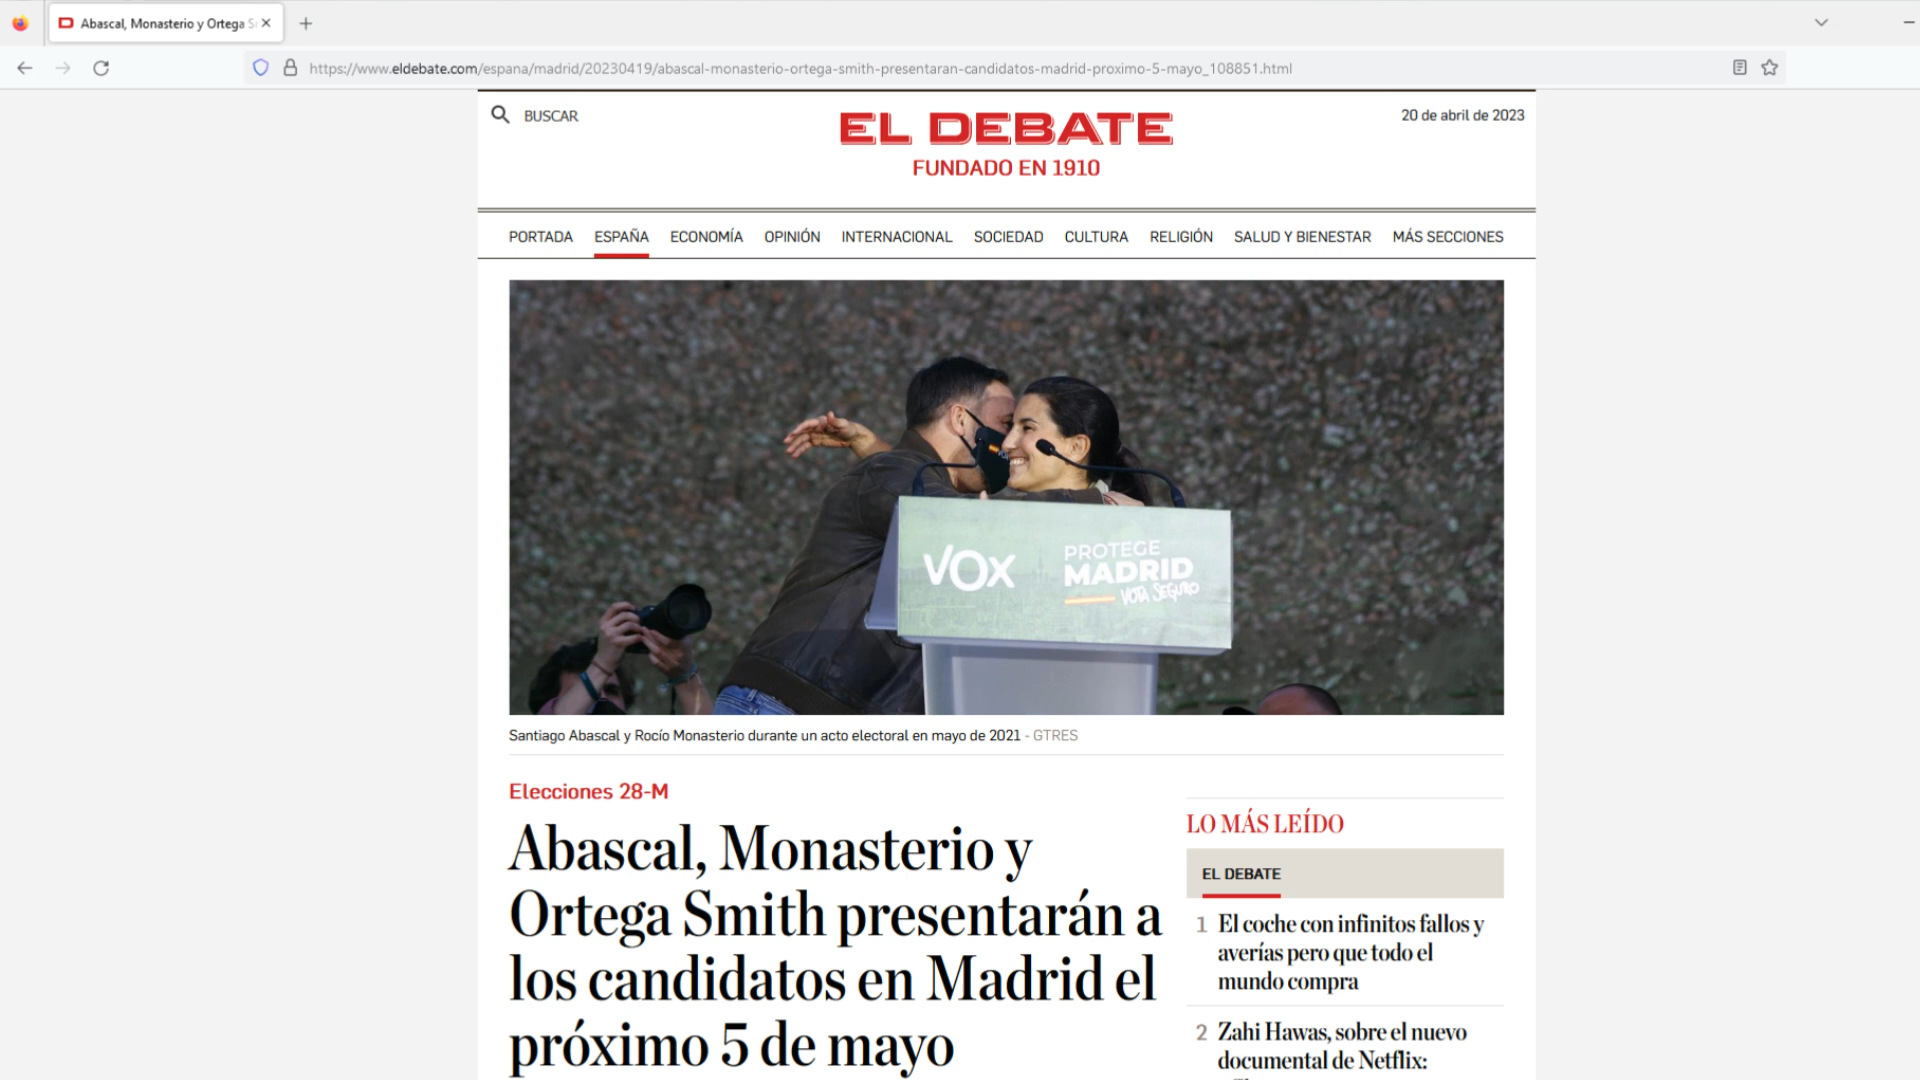 Abascal, Monasterio y Ortega S
https://www.eldebate.com/espana/madrid/20230419/abascal-monasterio-ortega-smith-presentaran-candidatos-madrid-proximo-5-mayo_108851.html
BUSCAR
EL DEBATE
20 de abril de 2023
FUNDADO EN 1910
PORTADA ESPAÑA ECONOMÍA OPINIÓN INTERNACIONAL SOCIEDAD CULTURA RELIGIÓN SALUD Y BIENESTAR MÁS SECCIONES
VOX
PROTEGE
MADRID
VOTA SEGURO
Santiago Abascal y Rocío Monasterio durante un acto electoral en mayo de 2021 - GTRES
Elecciones 28-M
Abascal, Monasterio y
Ortega Smith presentarán a
los candidatos en Madrid el
próximo 5 de mayo
LO MÁS LEÍDO
EL DEBATE
1 El coche con infinitos fallos y
averías pero que todo el
mundo compra
2 Zahi Hawas, sobre el nuevo
documental de Netflix: